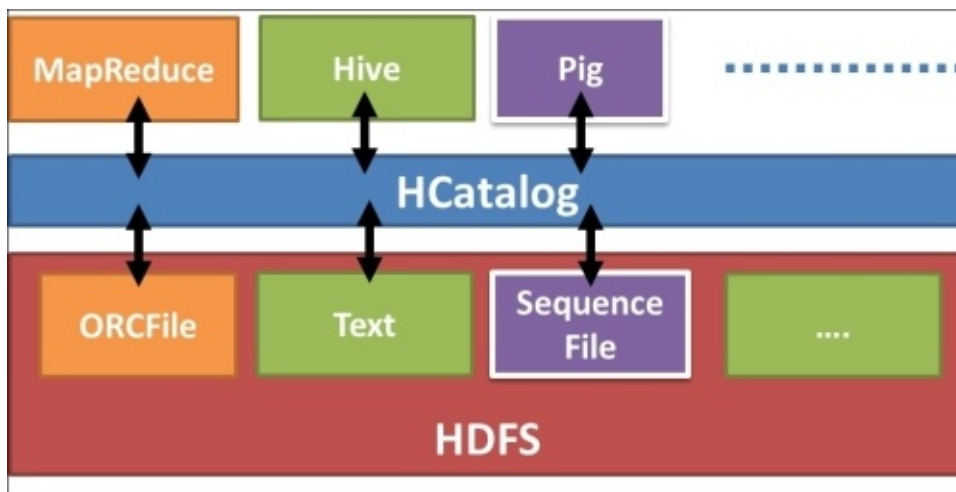 MapReduce
Hive
Pig
HCatalog
ORCFile
Text
Sequence
File
....
HDFS